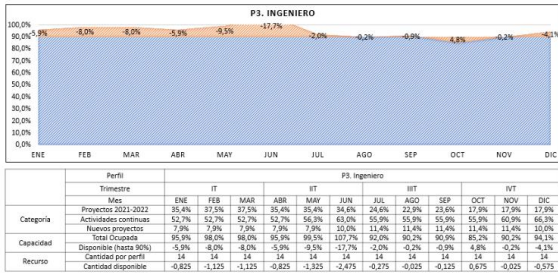 P3. INGENIERO
100,0%
90,0%
80,0%
70,0%
60,0%
50,0%
40,0%
30,0%
20,0%
10,0%
0,0%
-5,9% -8,0% -8,0% -5,9% -9,5% -17,7% -2,0% -0,2% -0,9% 4,8% -0,2% -4,1%
ENE FEB MAR ABR MAY JUN JUL AGO SEP OCT NOV DIC
Perfil P3. Ingeniero
Trimestre IT IIT IIIT IVT
Mes ENE FEB MAR ABR MAY JUN JUL AGO SEP OCT NOV DIC
Categoría
Proyectos 2021-2022 35,4% 37,5% 37,5% 35,4% 35,4% 34,6% 24,6% 22,9% 23,6% 17,9% 17,9% 17,9%
Actividades continuas 52,7% 52,7% 52,7% 52,7% 56,3% 63,0% 55,9% 55,9% 55,9% 55,9% 60,9% 66,3%
Nuevos proyectos 7,9% 7,9% 7,9% 7,9% 7,9% 10,0% 11,4% 11,4% 11,4% 11,4% 11,4% 10,0%
Capacidad
Total Ocupada 95,9% 98,0% 98,0% 95,9% 99,5% 107,7% 92,0% 90,2% 90,9% 85,2% 90,2% 94,1%
Disponible (hasta 90%) -5,9% -8,0% -8,0% -5,9% -9,5% -17,7% -2,0% -0,2% -0,9% 4,8% -0,2% -4,1%
Recurso
Cantidad por perfil 14 14 14 14 14 14 14 14 14 14 14 14
Cantidad disponible -0,825 -1,125 -1,125 -0,825 -1,325 -2,475 -0,275 -0,025 -0,125 0,675 -0,025 -0,575